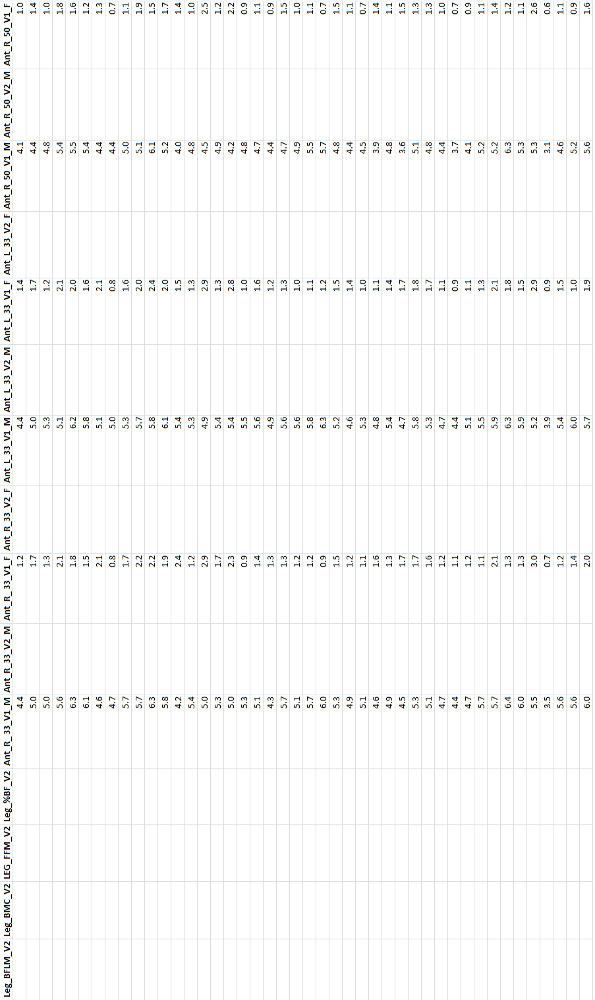 Leg_BFLM_V2 Leg_BMC_V2 LEG_FFM_V2 Leg_%BF_V2 Ant_R_ 33_V1_M Ant_R_33_V2_M Ant_R_ 33_V1_F Ant_R_33_V2_F Ant_L_33_V1_M Ant_L_33_V2_M Ant_L_33_V1_F Ant_L_33_V2_F Ant_R_50_V1_M Ant_R_50_V2_M Ant_R_50_V1_F
4.4 1.2 4.4 1.4 4.1 1.0
5.0 1.7 5.0 1.7 4.4 1.4
5.0 1.3 5.3 1.2 4.8 1.0
5.6 2.1 5.1 2.1 5.4 1.8
6.3 1.8 6.2 2.0 5.5 1.6
6.1 1.5 5.8 1.6 5.4 1.2
4.6 2.1 5.1 2.1 4.4 1.3
4.7 0.8 5.0 0.8 4.4 0.7
5.7 1.7 5.3 1.6 5.0 1.1
5.7 2.2 5.7 2.0 5.1 1.9
6.3 2.2 5.8 2.4 6.1 1.5
5.8 1.9 6.1 2.0 5.2 1.7
4.2 2.4 5.4 1.5 4.0 1.4
5.4 1.2 5.3 1.3 4.8 1.0
5.0 2.9 4.9 2.9 4.5 2.5
5.3 1.7 5.4 1.3 4.9 1.2
5.0 2.3 5.4 2.8 4.2 2.2
5.3 0.9 5.5 1.0 4.8 0.9
5.1 1.4 5.6 1.6 4.7 1.1
4.3 1.3 4.9 1.2 4.4 0.9
5.7 1.3 5.6 1.3 4.7 1.5
5.1 1.2 5.6 1.0 4.9 1.0
5.7 1.2 5.8 1.1 5.5 1.1
6.0 0.9 6.3 1.2 5.7 0.7
5.3 1.5 5.2 1.5 4.8 1.5
4.9 1.2 4.6 1.4 4.4 1.1
5.1 1.1 5.3 1.0 4.5 0.7
4.6 1.6 4.8 1.1 3.9 1.4
4.9 1.3 5.4 1.4 4.8 1.1
4.5 1.7 4.7 1.7 3.6 1.5
5.3 1.7 5.8 1.8 5.1 1.3
5.1 1.6 5.3 1.7 4.8 1.3
4.7 1.2 4.7 1.1 4.4 1.0
4.4 1.1 4.4 0.9 3.7 0.7
4.7 1.2 5.1 1.1 4.1 0.9
5.7 1.1 5.5 1.3 5.2 1.1
5.7 2.1 5.9 2.1 5.2 1.4
6.4 1.3 6.3 1.8 6.3 1.2
6.0 1.3 5.9 1.5 5.3 1.1
5.5 3.0 5.2 2.9 5.3 2.6
3.5 0.7 3.9 0.9 3.1 0.6
5.6 1.2 5.4 1.5 4.6 1.1
5.6 1.4 6.0 1.0 5.2 0.9
6.0 2.0 5.7 1.9 5.6 1.6